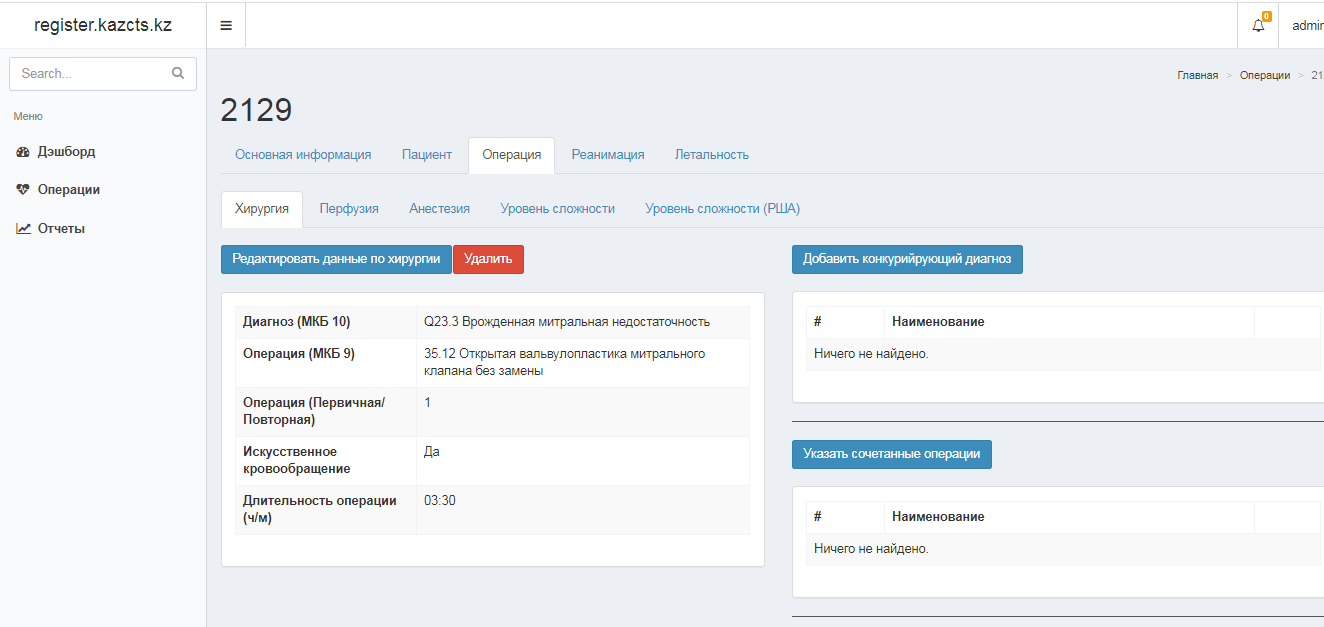 register.kazcts.kz
0
admin
Search...
Главная > Операции > 21
Меню
2129
Дэшборд
Операции
Отчеты
Основная информация Пациент Операция Реанимация Летальность
Хирургия Перфузия Анестезия Уровень сложности Уровень сложности (РША)
Редактировать данные по хирургии Удалить
Диагноз (МКБ 10) Q23.3 Врожденная митральная недостаточность
Операция (МКБ 9) 35.12 Открытая вальвулопластика митрального
клапана без замены
Операция (Первичная/ 1
Повторная)
Искусственное Да
кровообращение
Длительность операции 03:30
(ч/м)
Добавить конкурийрующий диагноз
# Наименование
Ничего не найдено.
Указать сочетанные операции
# Наименование
Ничего не найдено.